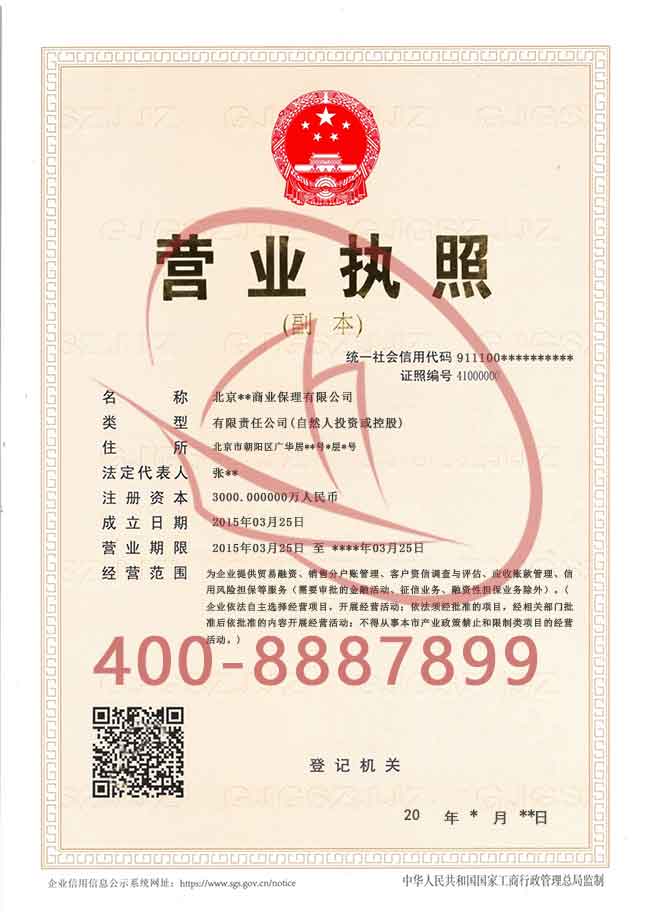 营业执照
(副 本)
统一社会信用代码 911100**********
证照编号 41000000
名 称 北京**商业保理有限公司
类 型 有限责任公司(自然人投资或控股)
住 所 北京市朝阳区广华居**号*层*号
法定代表人 张**
注册资本 3000.000000万人民币
成立日期 2015年03月25日
营业期限 2015年03月25日 至 ****年03月25日
经营范围 为企业提供贸易融资、销售分户账管理、客户资信调查与评估、应收账款管理、信
用风险担保等服务(需要审批的金融活动、征信业务、融资性担保业务除外)。(
企业依法自主选择经营项目,开展经营活动;依法须经批准的项目,经相关部门批
准后依批准的内容开展经营活动;不得从事本市产业政策禁止和限制类项目的经营
活动。)
400-8887899
登记机关
20 年 * 月 **日
企业信用信息公示系统网址: https://www.sgs.gov.cn/notice
中华人民共和国国家工商行政管理总局监制